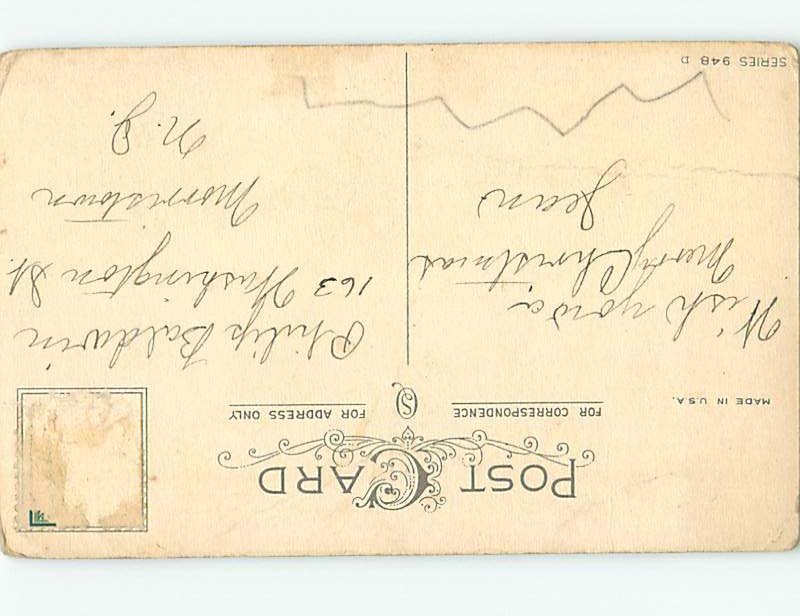 POST CARD
FOR CORRESPONDENCE
FOR ADDRESS ONLY
MADE IN U.S.A.
Wish you a
Merry Christmas
Jean
Philip Baldwin
163 Washington St.
Morristown
N. J.
SERIES 948 D